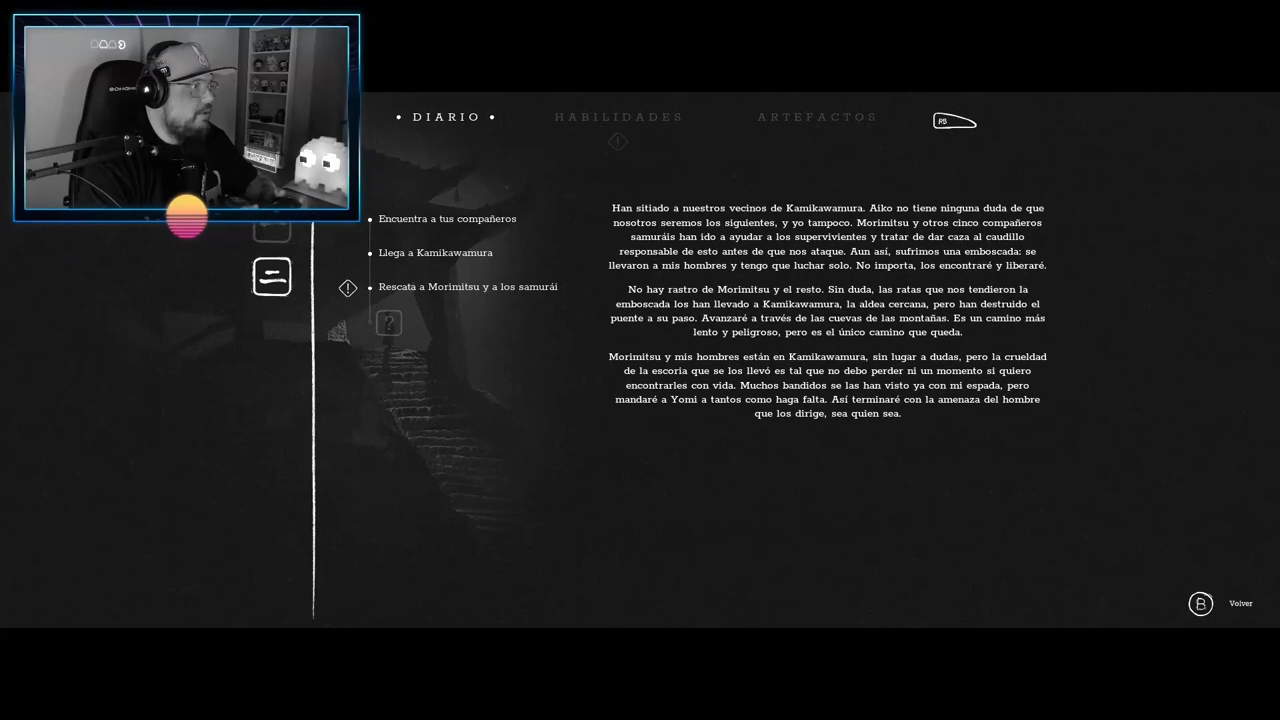 • DIARIO •
HABILIDADES
ARTEFACTOS
RB
Encuentra a tus compañeros
Llega a Kamikawamura
Rescata a Morimitsu y a los samurái
?
Han sitiado a nuestros vecinos de Kamikawamura. Aiko no tiene ninguna duda de que
nosotros seremos los siguientes, y yo tampoco. Morimitsu y otros cinco compañeros
samuráis han ido a ayudar a los supervivientes y tratar de dar caza al caudillo
responsable de esto antes de que nos ataque. Aun así, sufrimos una emboscada: se
llevaron a mis hombres y tengo que luchar solo. No importa, los encontraré y liberaré.
No hay rastro de Morimitsu y el resto. Sin duda, las ratas que nos tendieron la
emboscada los han llevado a Kamikawamura, la aldea cercana, pero han destruido el
puente a su paso. Avanzaré a través de las cuevas de las montañas. Es un camino más
lento y peligroso, pero es el único camino que queda.
Morimitsu y mis hombres están en Kamikawamura, sin lugar a dudas, pero la crueldad
de la escoria que se los llevó es tal que no debo perder ni un momento si quiero
encontrarles con vida. Muchos bandidos se las han visto ya con mi espada, pero
mandaré a Yomi a tantos como haga falta. Así terminaré con la amenaza del hombre
que los dirige, sea quien sea.
B Volver